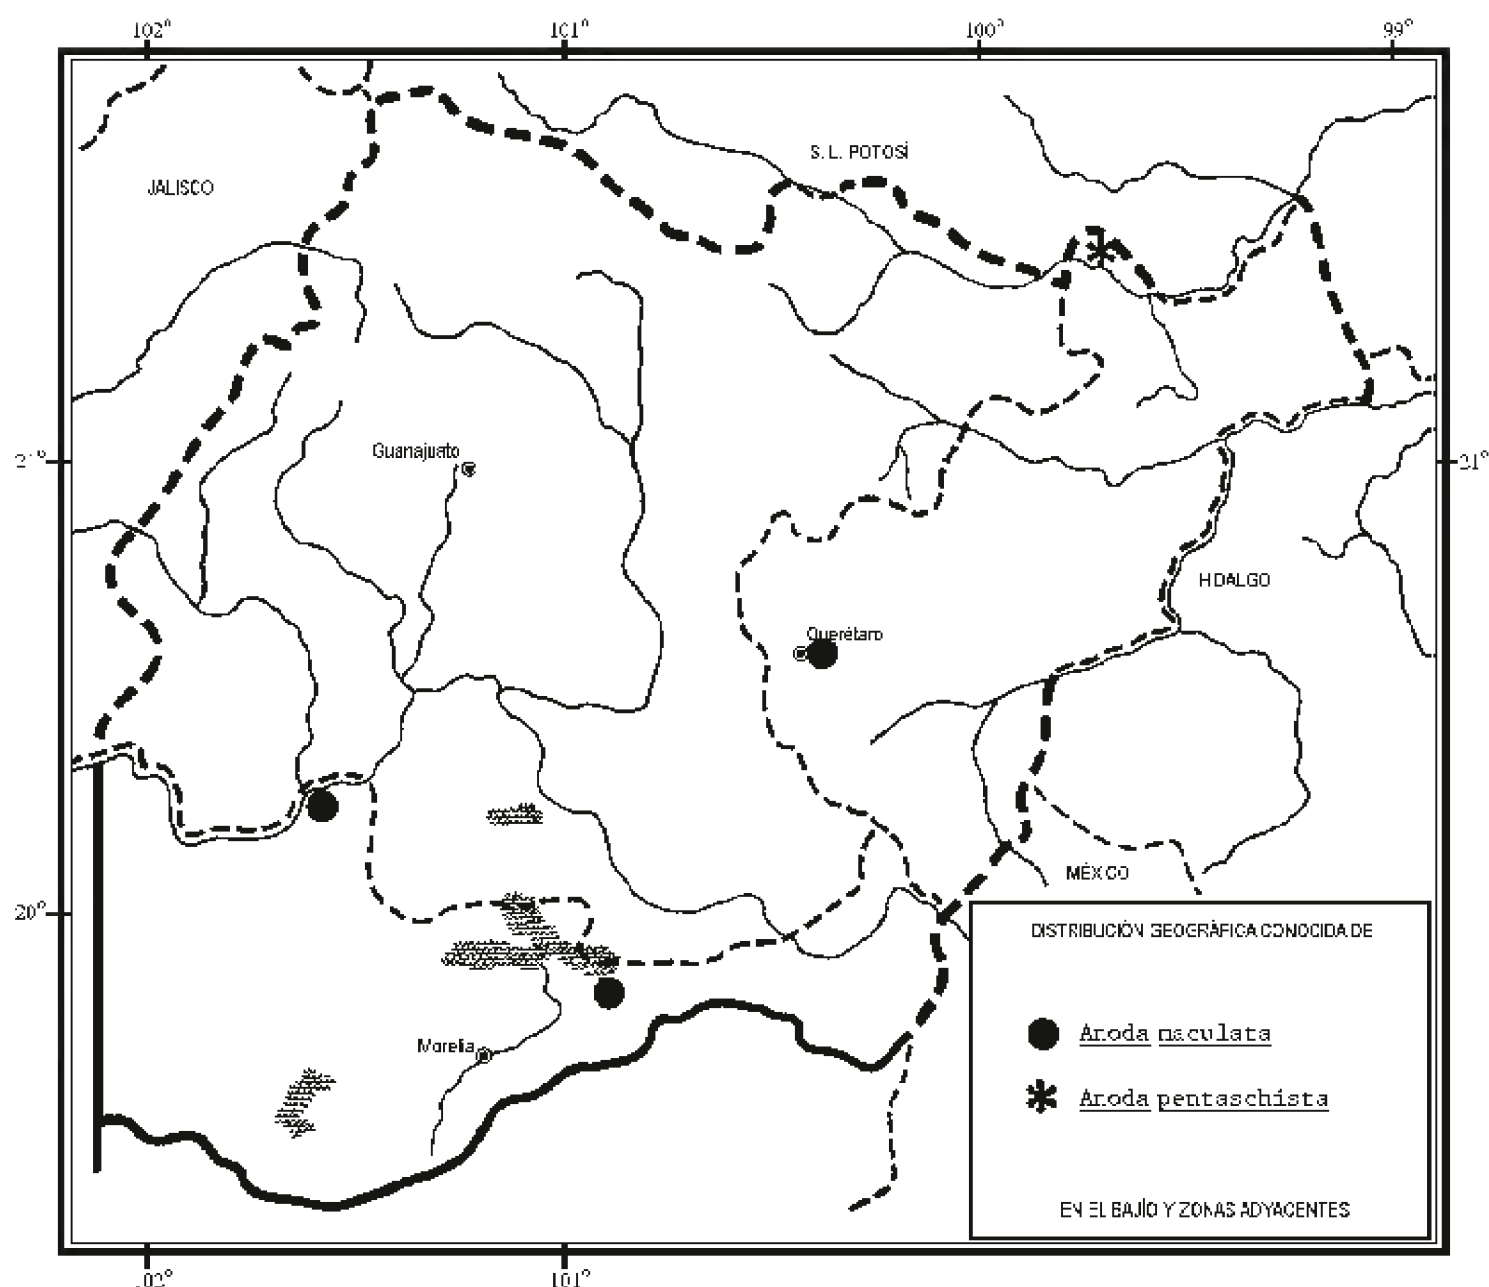 102° 101° 100° 99°
S. L. POTOSÍ
JALISCO
Guanajuato
21° 21°
HIDALGO
Querétaro
MÉXICO
20°
DISTRIBUCIÓN GEOGRÁFICA CONOCIDA DE
Morelia
Anoda maculata
Anoda pentaschista
EN EL BAJÍO Y ZONAS ADYACENTES
102° 101°